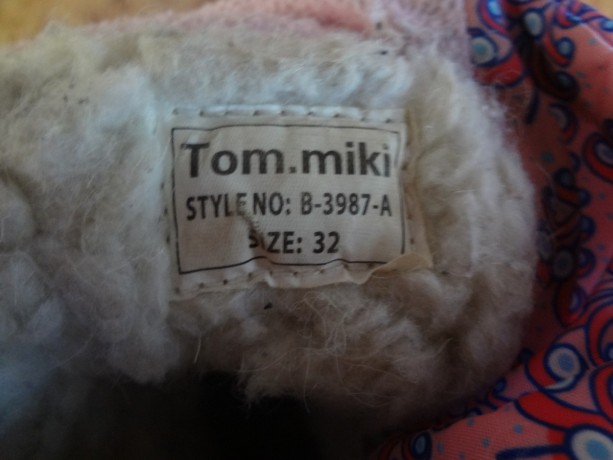 Tom.miki
STYLE NO: B-3987-A
SIZE: 32